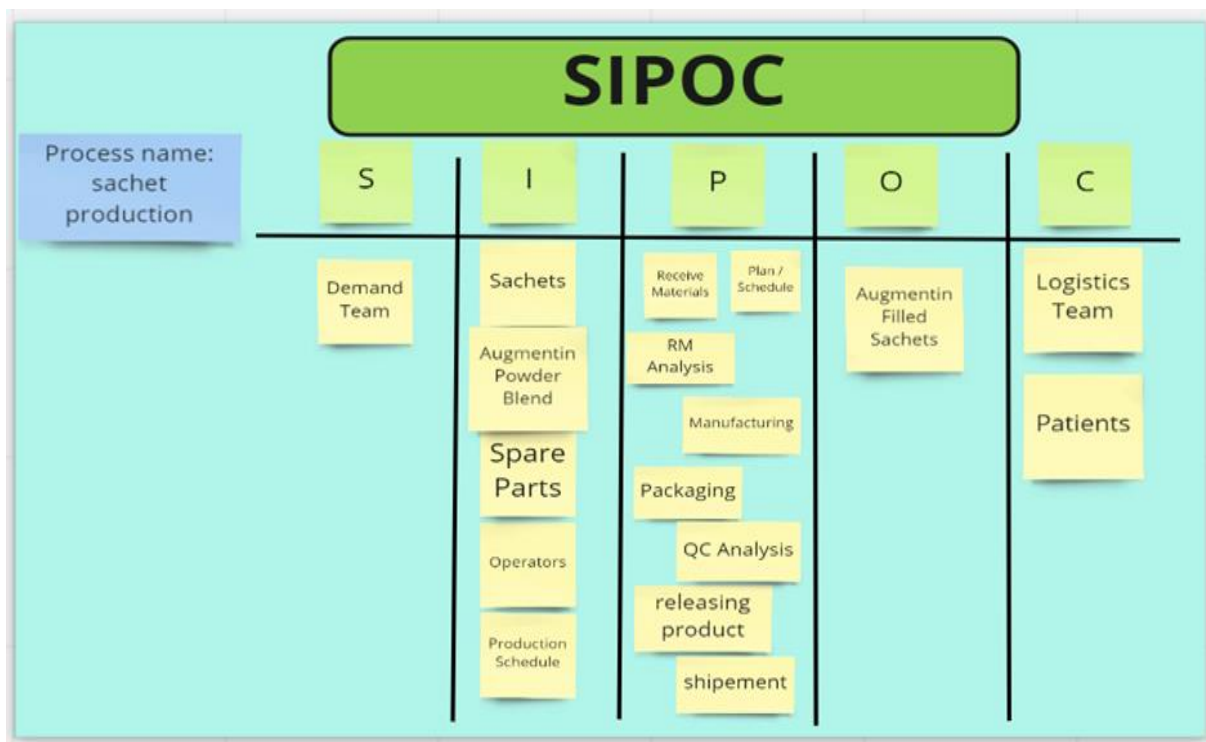 SIPOC
Process name:
sachet
production
S
I
P
O
C
Demand
Team
Sachets
Augmentin
Powder
Blend
Spare
Parts
Operators
Production
Schedule
Receive
Materials
Plan /
Schedule
RM
Analysis
Manufacturing
Packaging
QC Analysis
releasing
product
shipement
Augmentin
Filled
Sachets
Logistics
Team
Patients